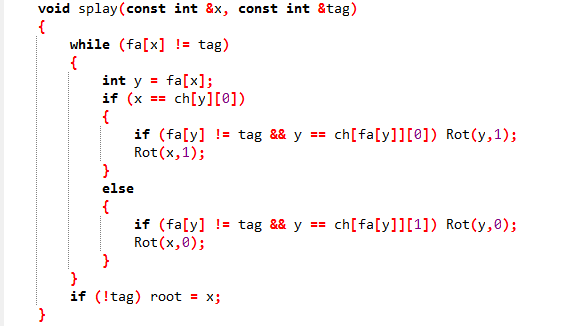 void splay(const int &x, const int &tag)
{
    while (fa[x] != tag)
    {
        int y = fa[x];
        if (x == ch[y][0])
        {
            if (fa[y] != tag && y == ch[fa[y]][0]) Rot(y,1);
            Rot(x,1);
        }
        else
        {
            if (fa[y] != tag && y == ch[fa[y]][1]) Rot(y,0);
            Rot(x,0);
        }
    }
    if (!tag) root = x;
}